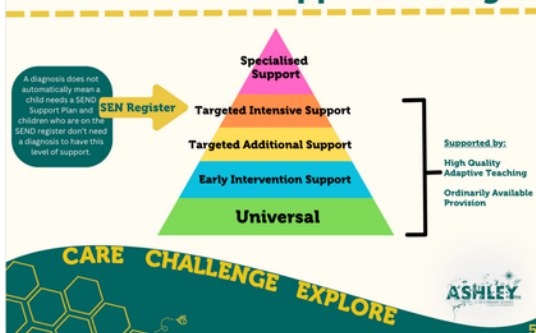 Specialised
Support
A diagnosis does not
automatically mean a
child needs a SEND
Support Plan and
children who are on the
SEND register don't need
a diagnosis to have this
level of support.
SEN Register
Targeted Intensive Support
Targeted Additional Support
Early Intervention Support
Universal
Supported by:
High Quality
Adaptive Teaching
Ordinarily Available
Provision
CARE CHALLENGE EXPLORE
ASHLEY